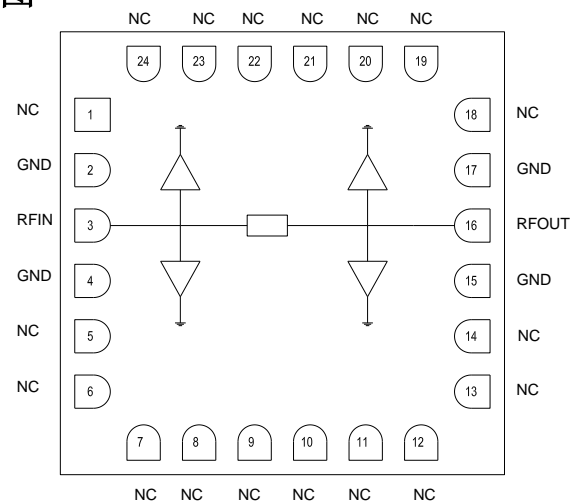 图
NC NC NC NC NC NC
24 23 22 21 20 19
NC 1 18 NC
GND 2 17 GND
RFIN 3 16 RFOUT
GND 4 15 GND
NC 5 14 NC
NC 6 13 NC
7 8 9 10 11 12
NC NC NC NC NC NC